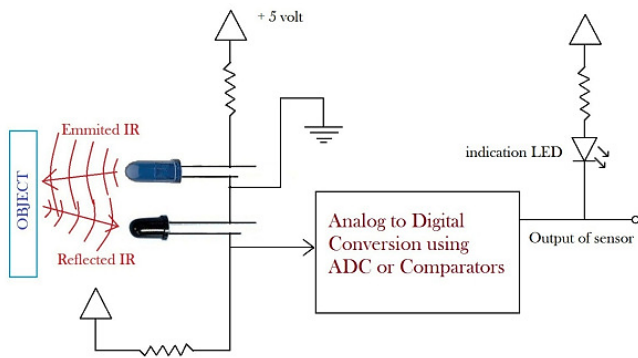 + 5 volt
Emmited IR
OBJECT
Reflected IR
indication LED
Analog to Digital
Conversion using
ADC or Comparators
Output of sensor